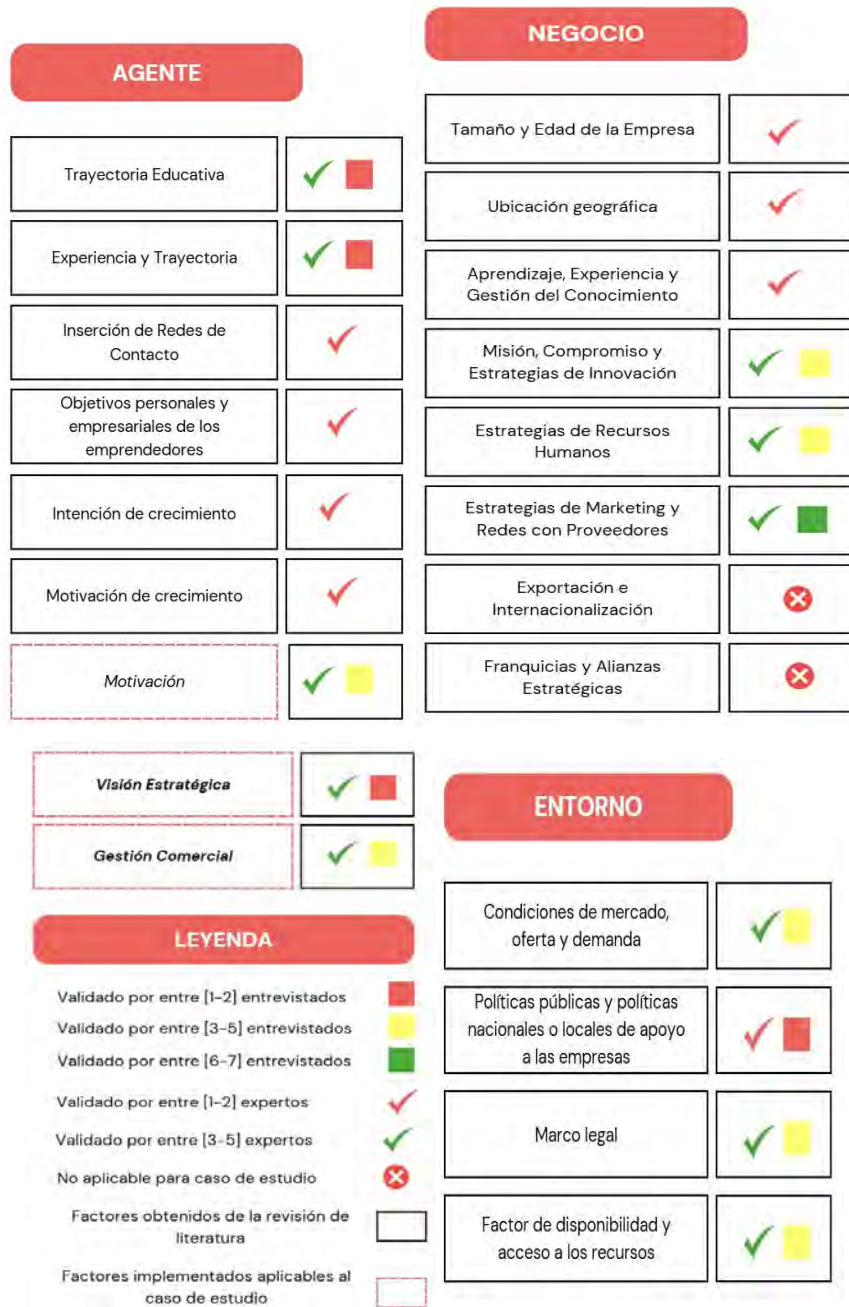 AGENTE
Trayectoria Educativa
Experiencia y Trayectoria
Inserción de Redes de
Contacto
Objetivos personales y
empresariales de los
emprendedores
Intención de crecimiento
Motivación de crecimiento
Motivación
Visión Estratégica
Gestión Comercial
NEGOCIO
Tamaño y Edad de la Empresa
Ubicación geográfica
Aprendizaje, Experiencia y
Gestión del Conocimiento
Misión, Compromiso y
Estrategias de Innovación
Estrategias de Recursos
Humanos
Estrategias de Marketing y
Redes con Proveedores
Exportación e
Internacionalización
Franquicias y Alianzas
Estratégicas
ENTORNO
Condiciones de mercado,
oferta y demanda
Políticas públicas y políticas
nacionales o locales de apoyo
a las empresas
Marco legal
Factor de disponibilidad y
acceso a los recursos
LEYENDA
Validado por entre [1-2] entrevistados
Validado por entre [3-5] entrevistados
Validado por entre [6-7] entrevistados
Validado por entre [1-2] expertos
Validado por entre [3-5] expertos
No aplicable para caso de estudio
Factores obtenidos de la revisión de
literatura
Factores implementados aplicables al
caso de estudio